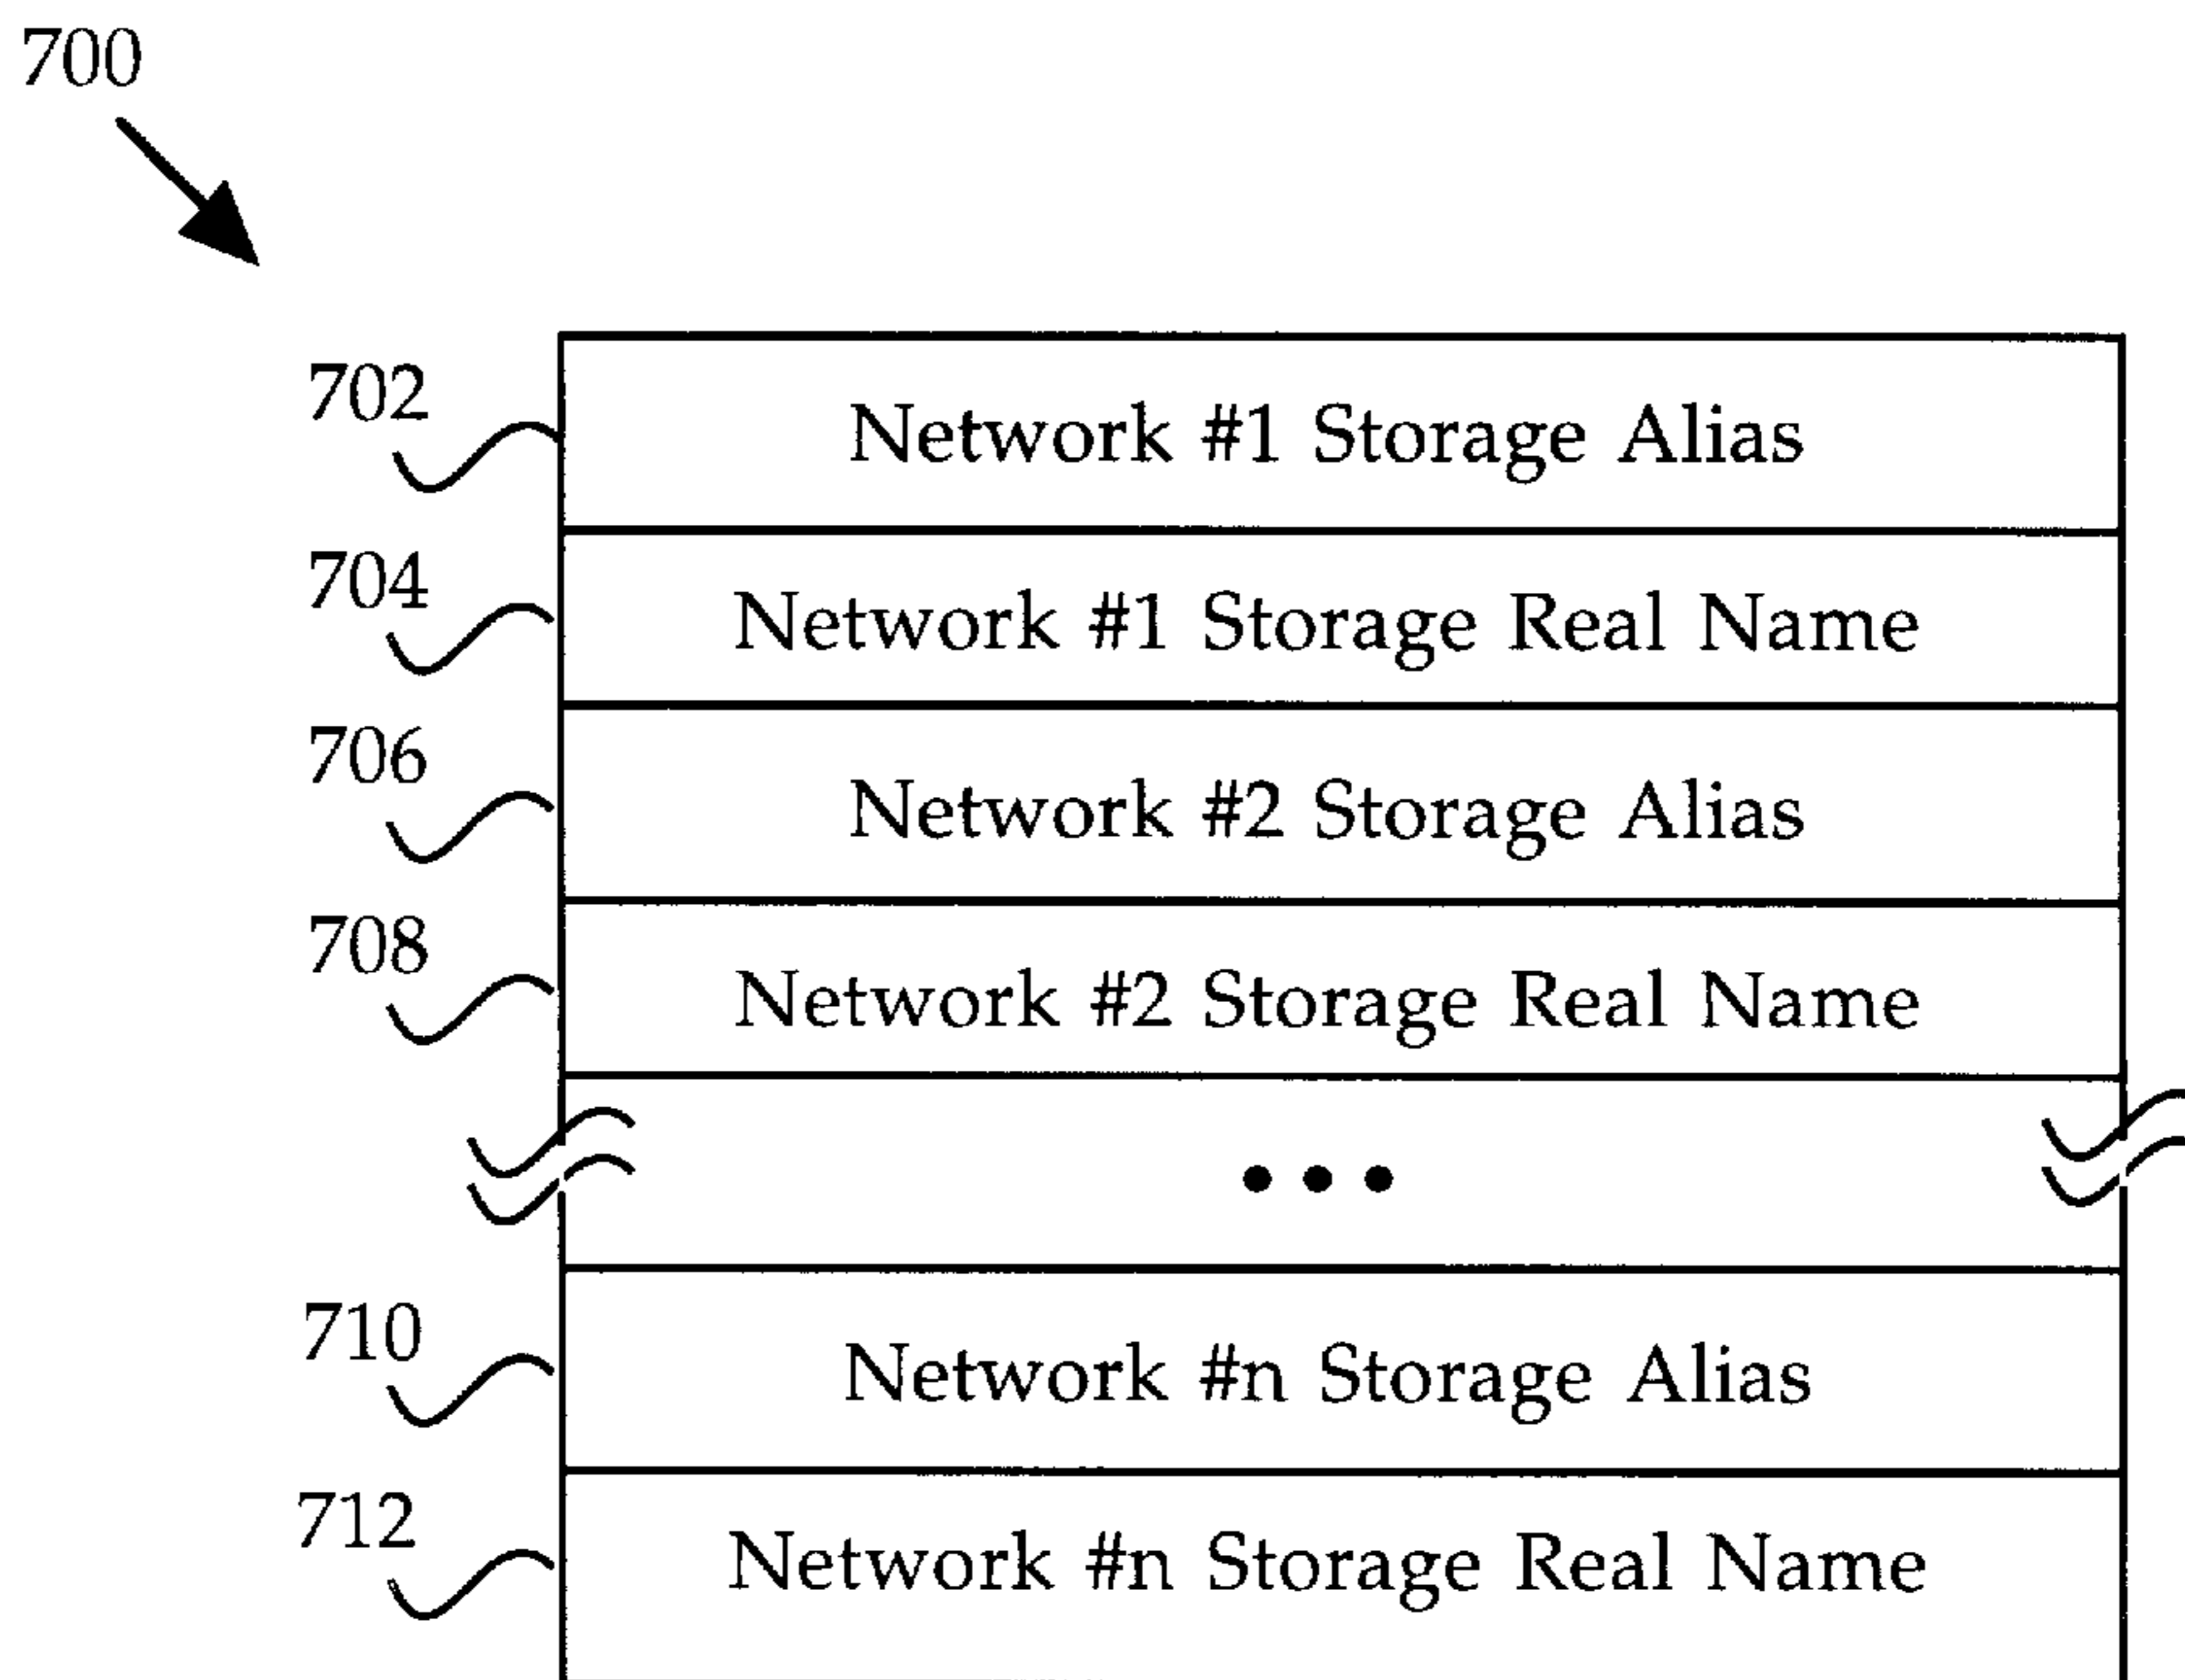 700
702
Network #1 Storage Alias
704
Network #1 Storage Real Name
706
Network #2 Storage Alias
708
Network #2 Storage Real Name
•••
710
Network #n Storage Alias
712
Network #n Storage Real Name